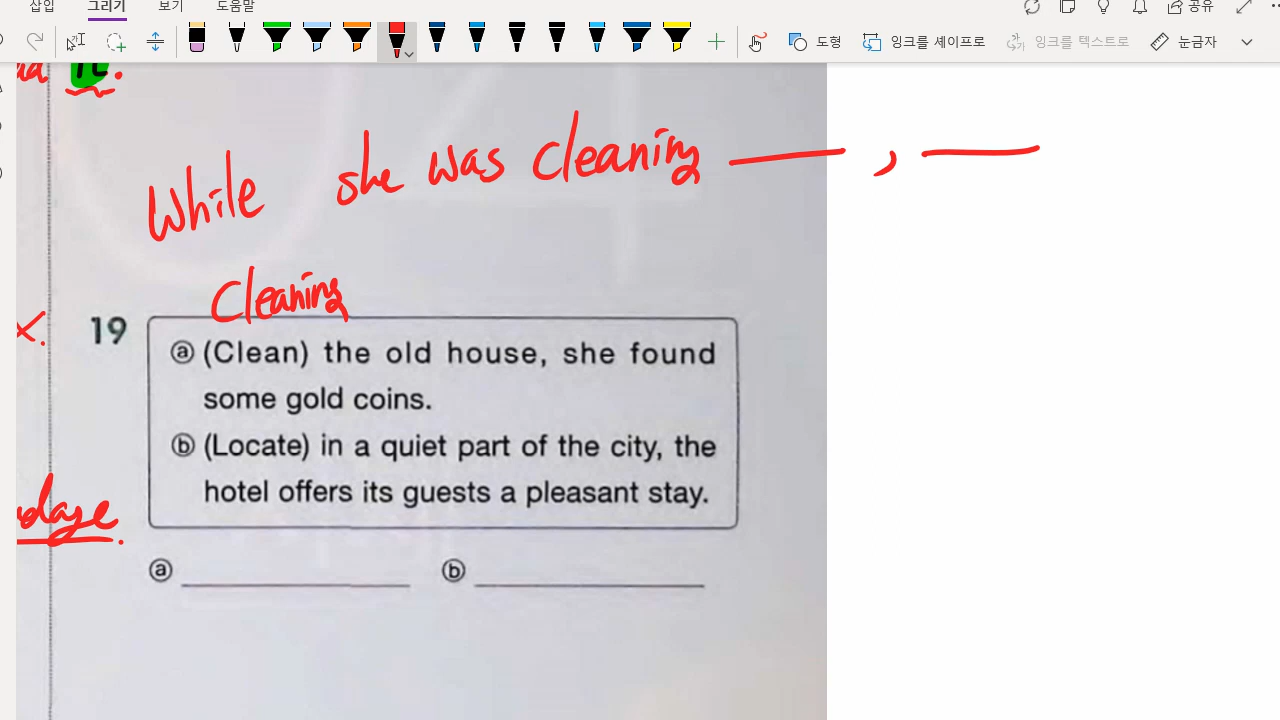 삽입 그리기 보기 도움말
공유
도형 잉크를 셰이프로 잉크를 텍스트로 눈금자
While she was cleaning ——— , ———
Cleaning
x.
19
ⓐ (Clean) the old house, she found
some gold coins.
ⓑ (Locate) in a quiet part of the city, the
hotel offers its guests a pleasant stay.
ⓐ ____________ ⓑ ____________